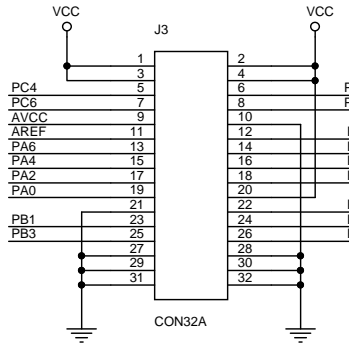 VCC VCC
J3
1 2
3 4
PC4 5 6
PC6 7 8
AVCC 9 10
AREF 11 12
PA6 13 14
PA4 15 16
PA2 17 18
PA0 19 20
21 22
PB1 23 24
PB3 25 26
27 28
29 30
31 32
CON32A